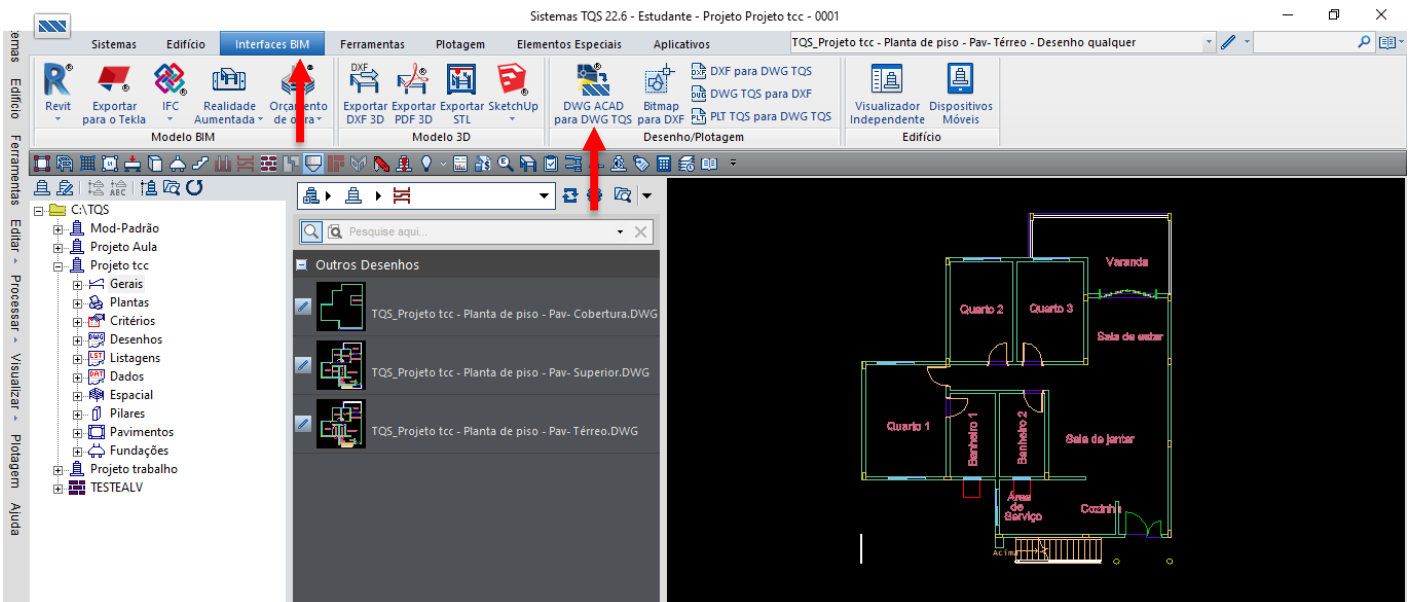 Sistemas TQS 22.6 - Estudante - Projeto Projeto tcc - 0001
Sistemas Edifício Interfaces BIM Ferramentas Plotagem Elementos Especiais Aplicativos
TQS_Projeto tcc - Planta de piso - Pav- Térreo - Desenho qualquer
Revit
Exportar para o Tekla
IFC
Realidade Aumentada
Orçamento de obra
Modelo BIM
DXF
Exportar DXF 3D
Exportar PDF 3D
Exportar STL
SketchUp
Modelo 3D
DWG ACAD para DWG TQS
Bitmap para DXF
DXF para DWG TQS
DWG TQS para DXF
PLT TQS para DWG TQS
Desenho/Plotagem
Visualizador Independente
Dispositivos Móveis
Edifício
emas
Edifício
Ferramentas
Editar
Processar
Visualizar
Plotagem
Ajuda
ABC
C:\TQS
Mod-Padrão
Projeto Aula
Projeto tcc
Gerais
Plantas
Critérios
Desenhos
Listagens
Dados
Espacial
Pilares
Pavimentos
Fundações
Projeto trabalho
TESTEALV
Pesquise aqui...
Outros Desenhos
TQS_Projeto tcc - Planta de piso - Pav- Cobertura.DWG
TQS_Projeto tcc - Planta de piso - Pav- Superior.DWG
TQS_Projeto tcc - Planta de piso - Pav- Térreo.DWG
Varanda
Quarto 2
Quarto 3
Sala de estar
Quarto 1
Banheiro 1
Banheiro 2
Sala de jantar
Área
de
Serviço
Cozinha
Acima